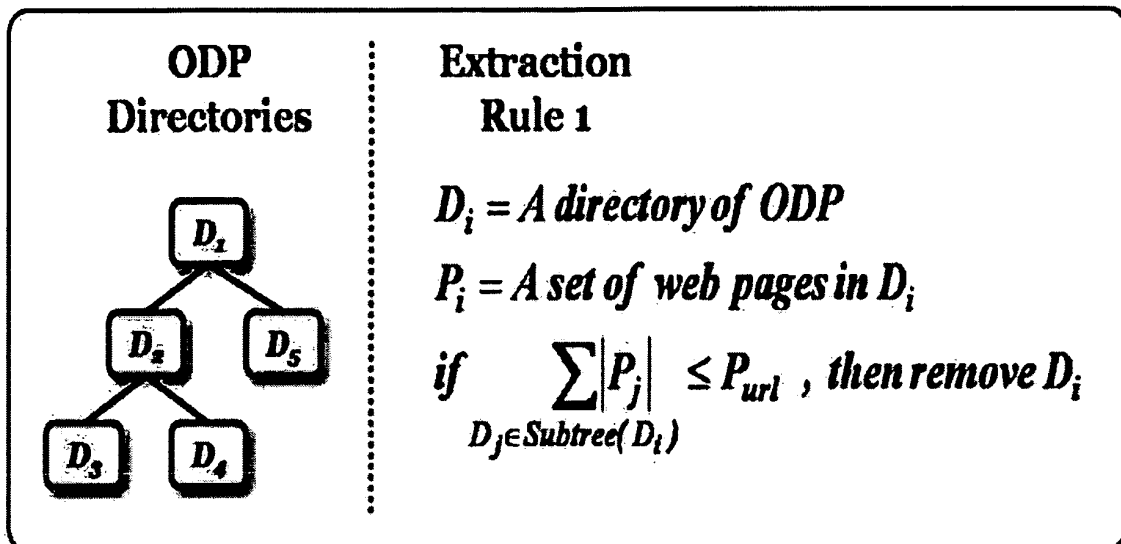 ODP
Directories
D₁
D₂
D₅
D₃
D₄
Extraction
Rule 1
Dᵢ = A directory of ODP
Pᵢ = A set of web pages in Dᵢ
if ∑|Pⱼ| ≤ P_url , then remove Dᵢ
Dⱼ∈Subtree(Dᵢ)